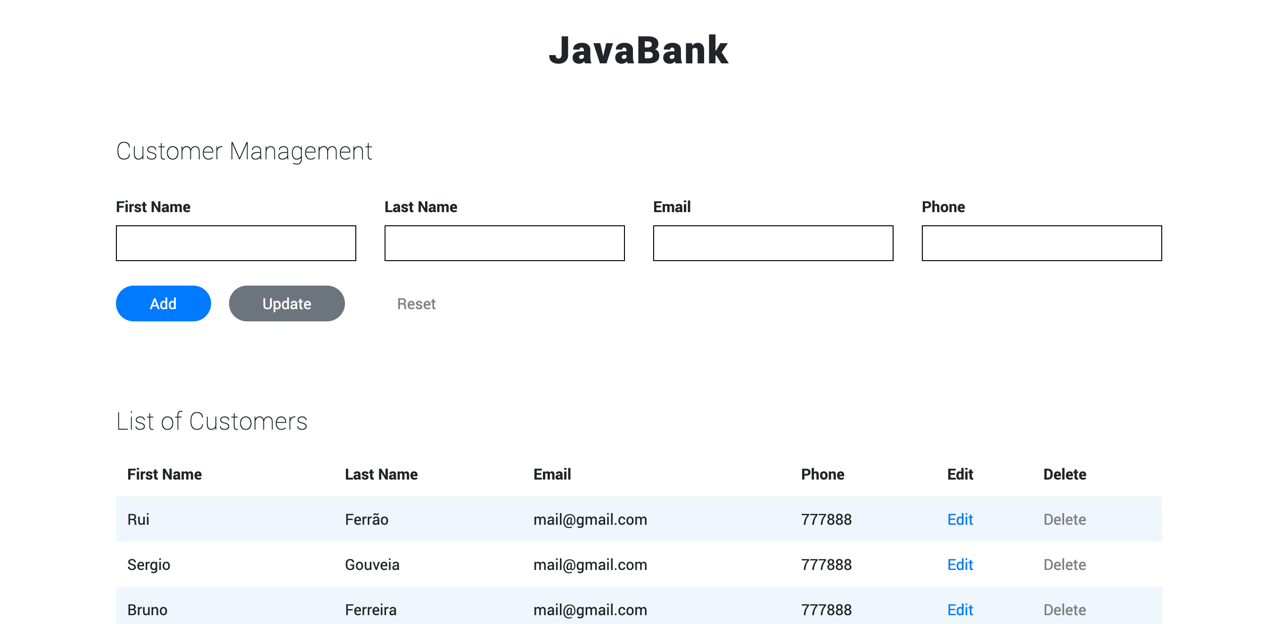 JavaBank
Customer Management
First Name Last Name Email Phone
Add Update Reset
List of Customers
First Name Last Name Email Phone Edit Delete
Rui Ferrão mail@gmail.com 777888 Edit Delete
Sergio Gouveia mail@gmail.com 777888 Edit Delete
Bruno Ferreira mail@gmail.com 777888 Edit Delete